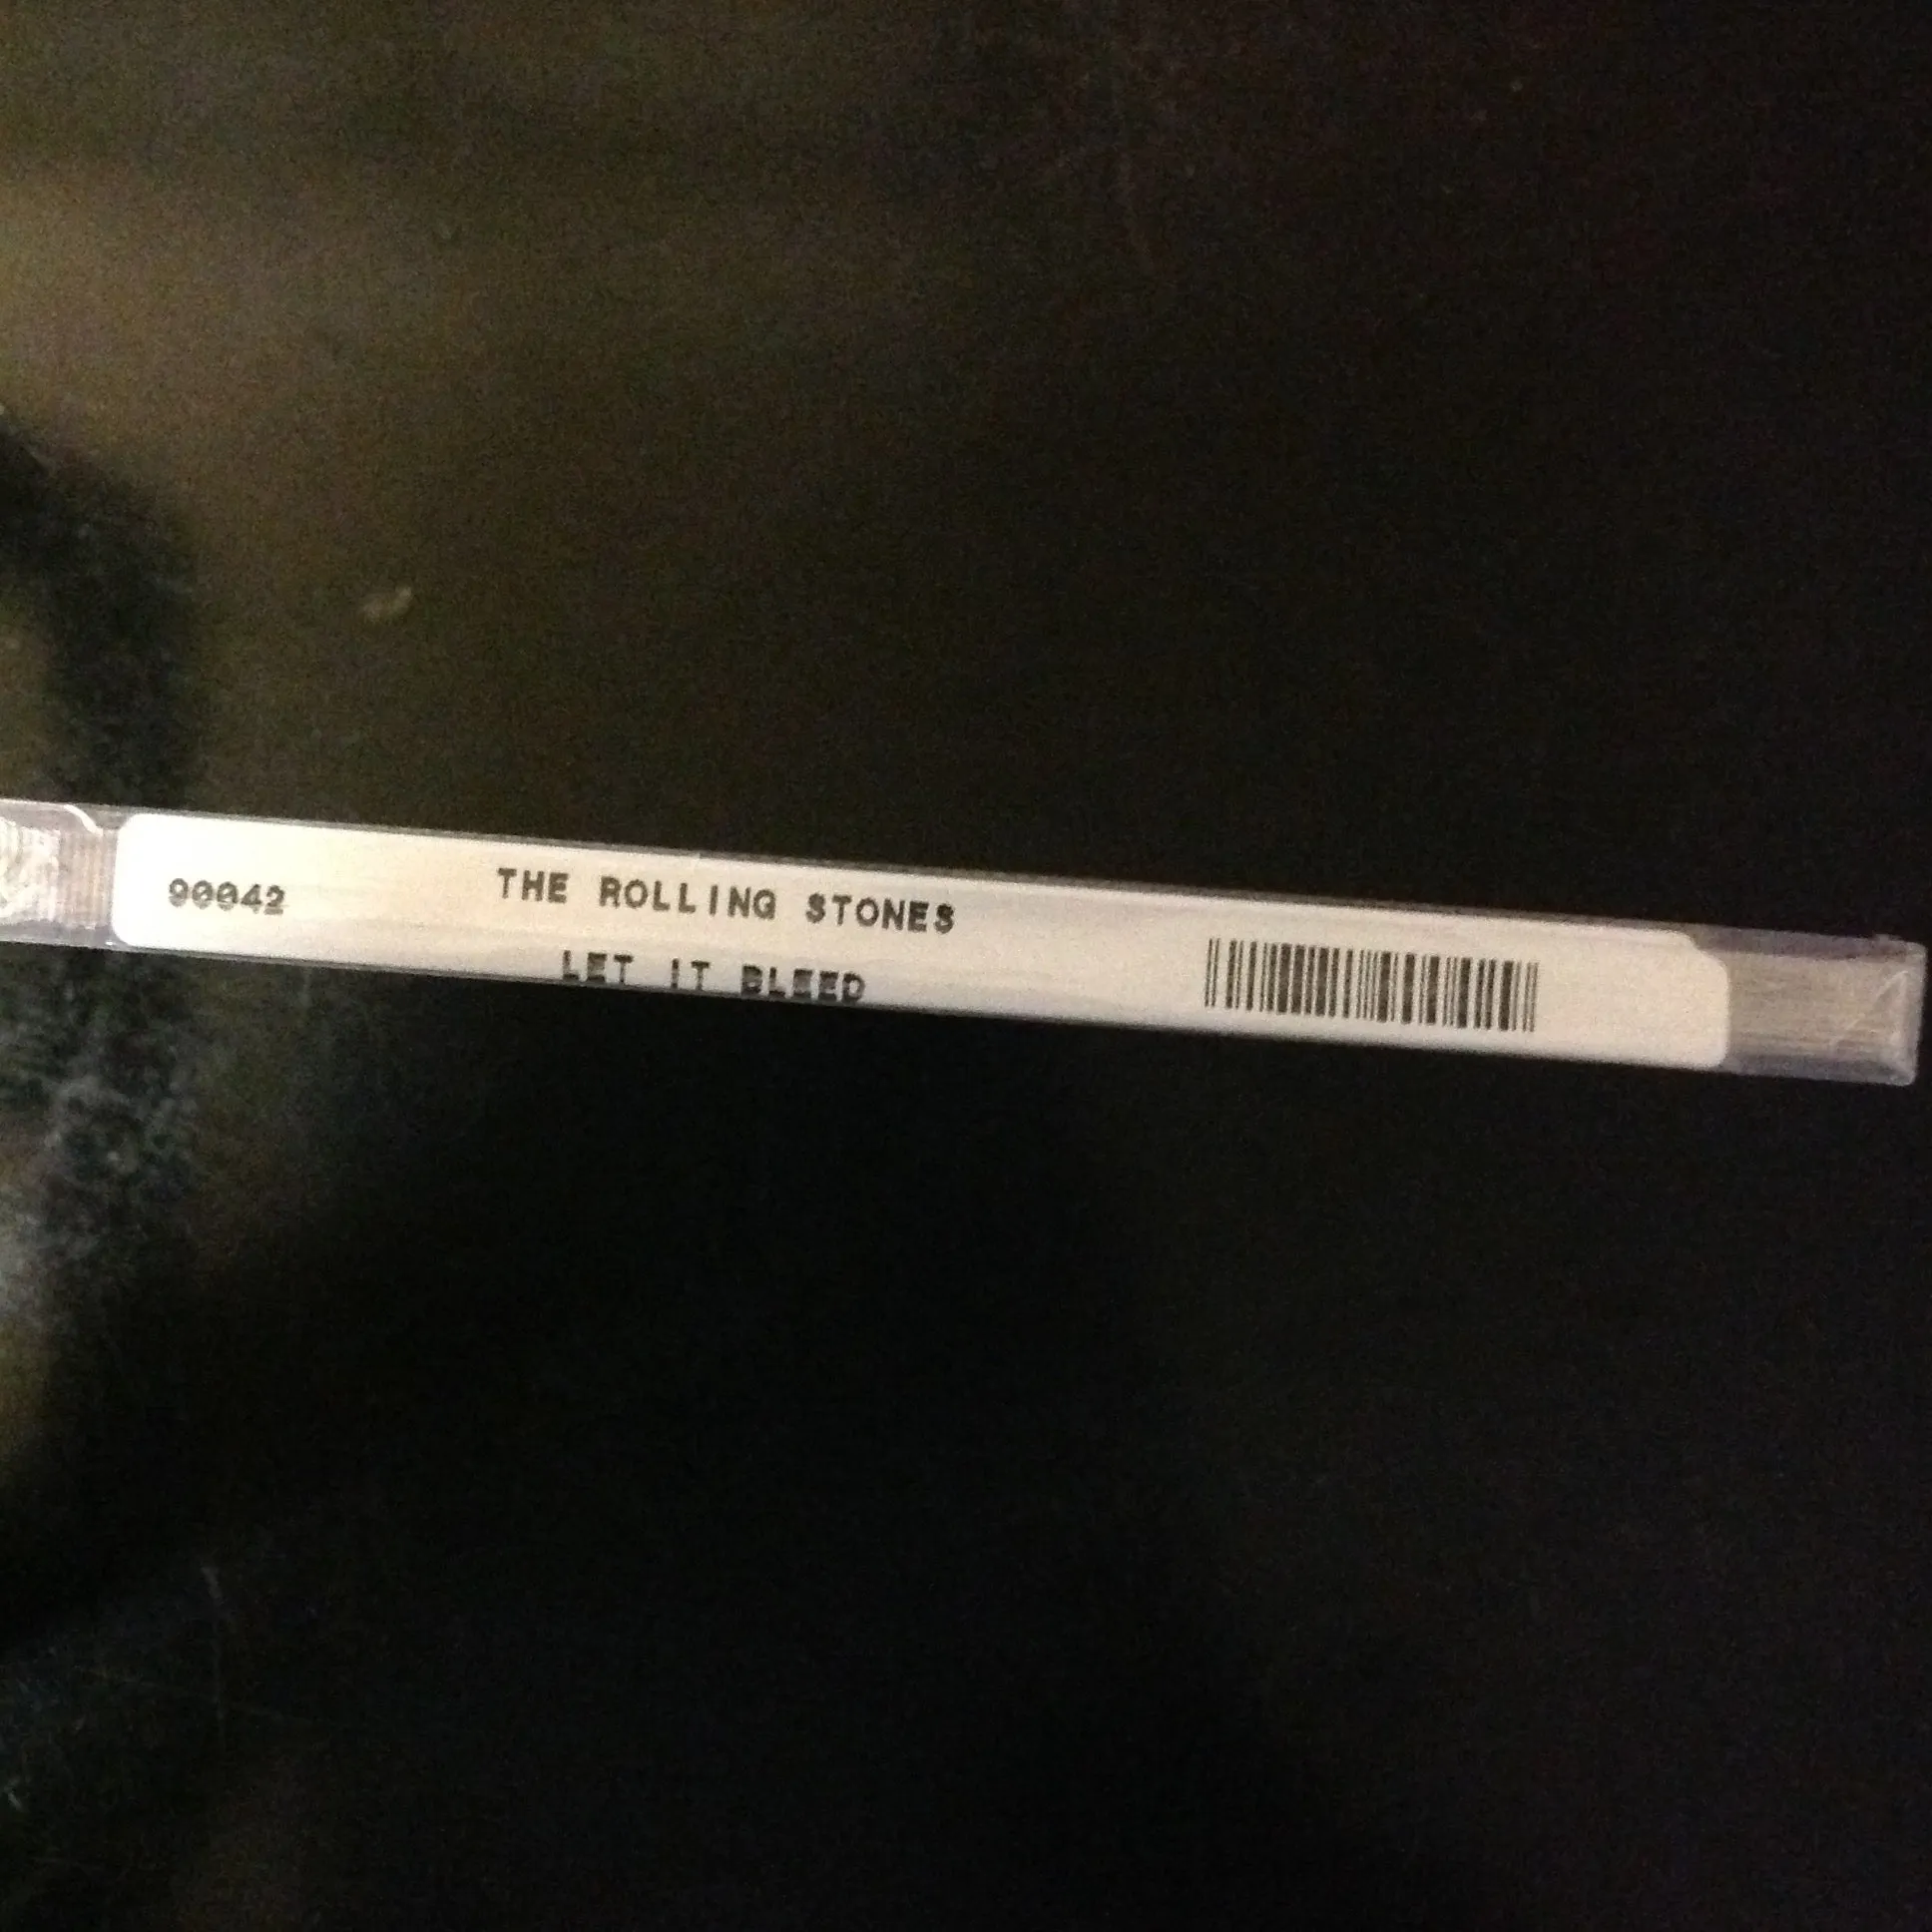 90042
THE ROLLING STONES
LET IT BLEED